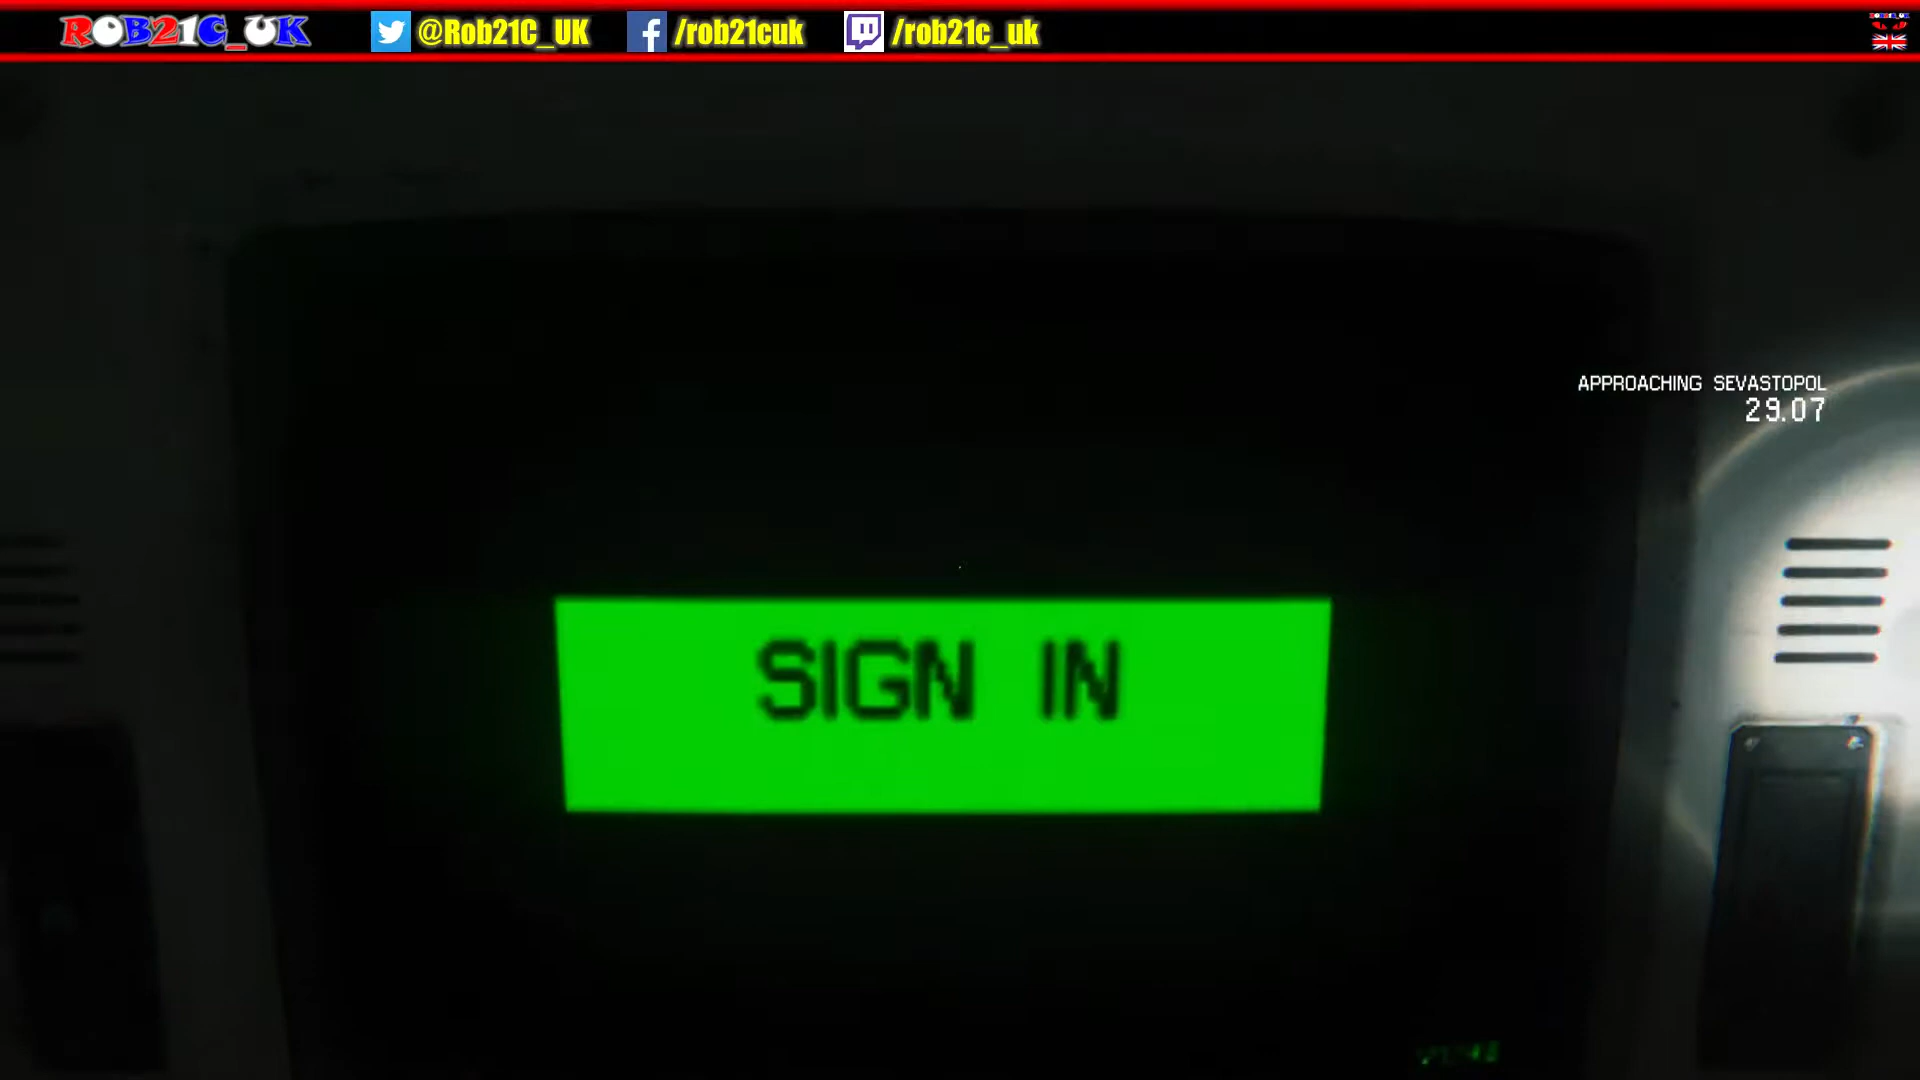 ROB21C_UK @Rob21C_UK /rob21cuk /rob21c_uk
APPROACHING SEVASTOPOL
29.07
SIGN IN